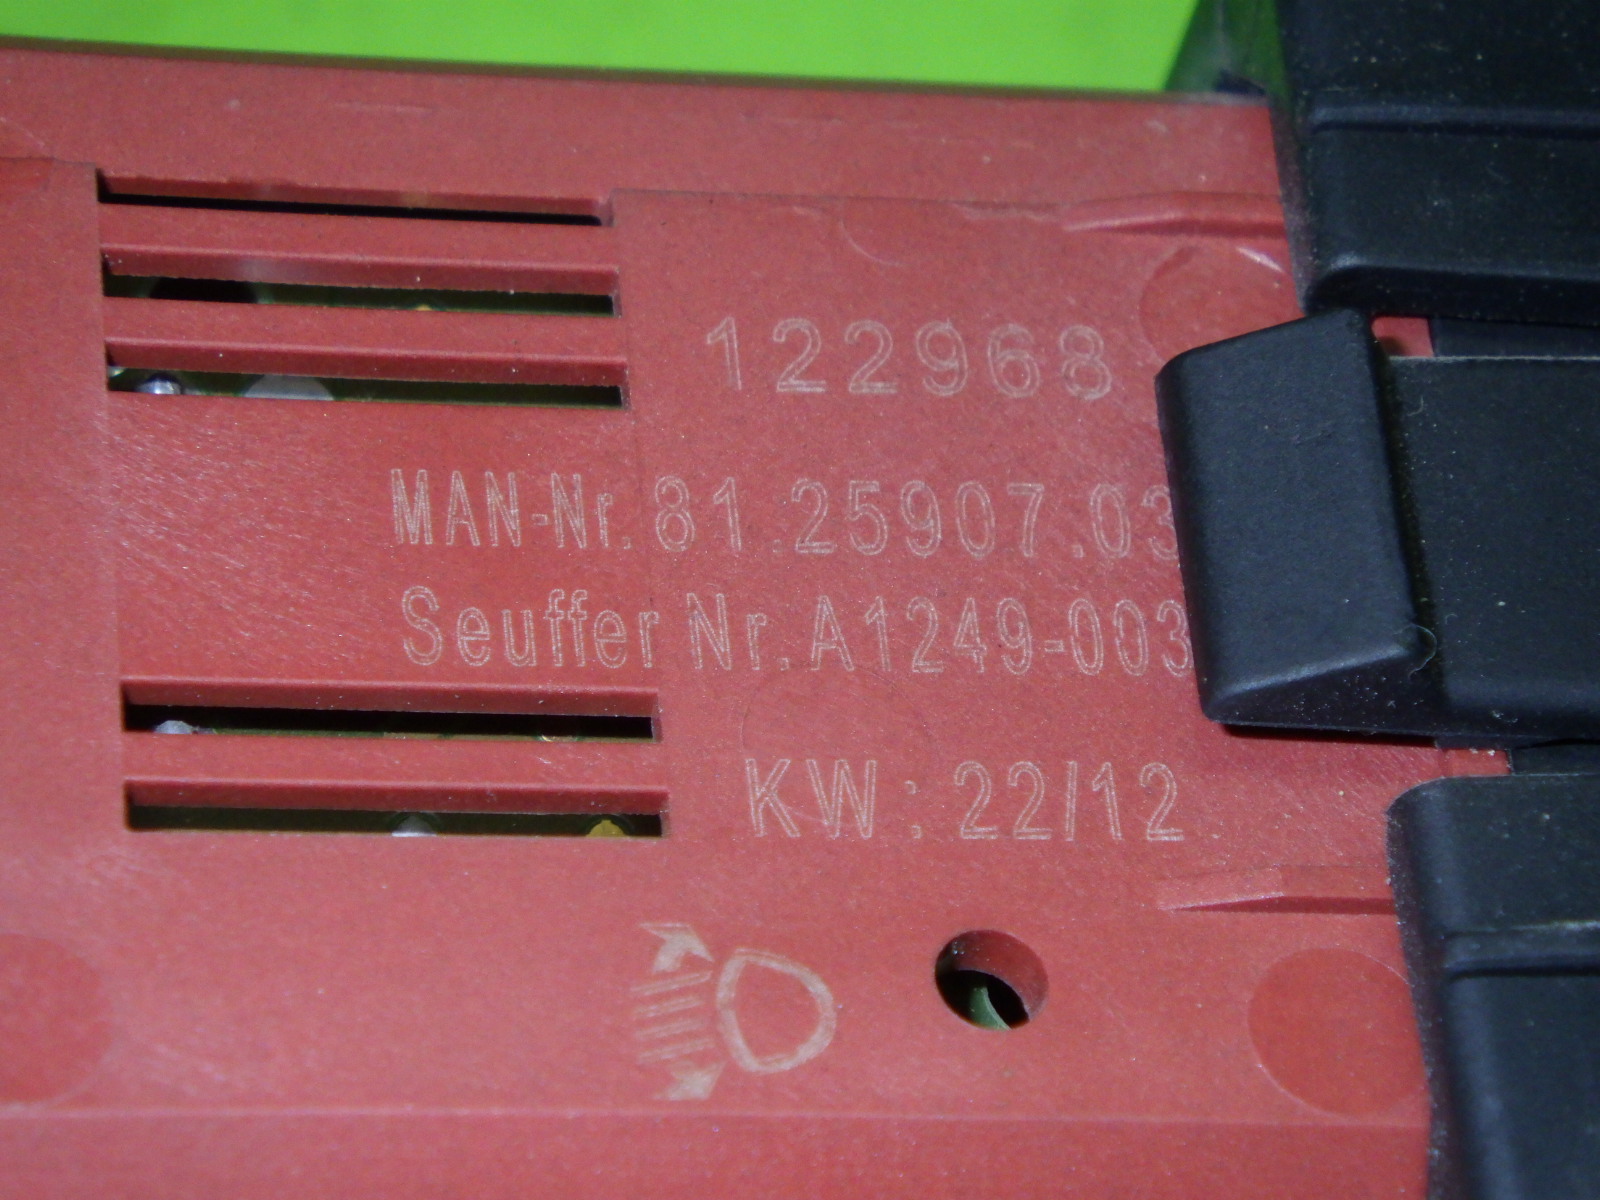 122968
MAN-Nr. 81.25907.03
Seuffer Nr. A1249-003
KW: 22/12